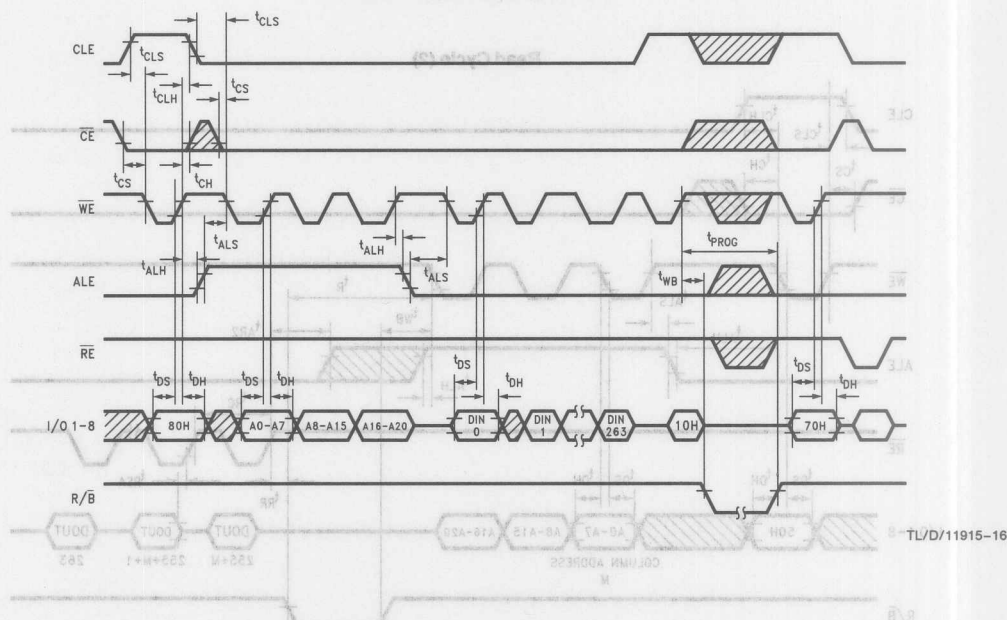 tCLS
CLE
tCLS
tCLH
tCS
CE
tCS
tCH
WE
tALS
tALH
tPROG
tALH
tALS
ALE
tWB
RE
tDS tDH tDS tDH tDS tDH tDS tDH
I/O 1-8 80H A0-A7 A8-A15 A16-A20 DIN 0 DIN 1 DIN 263 10H 70H
R/B
TL/D/11915-16